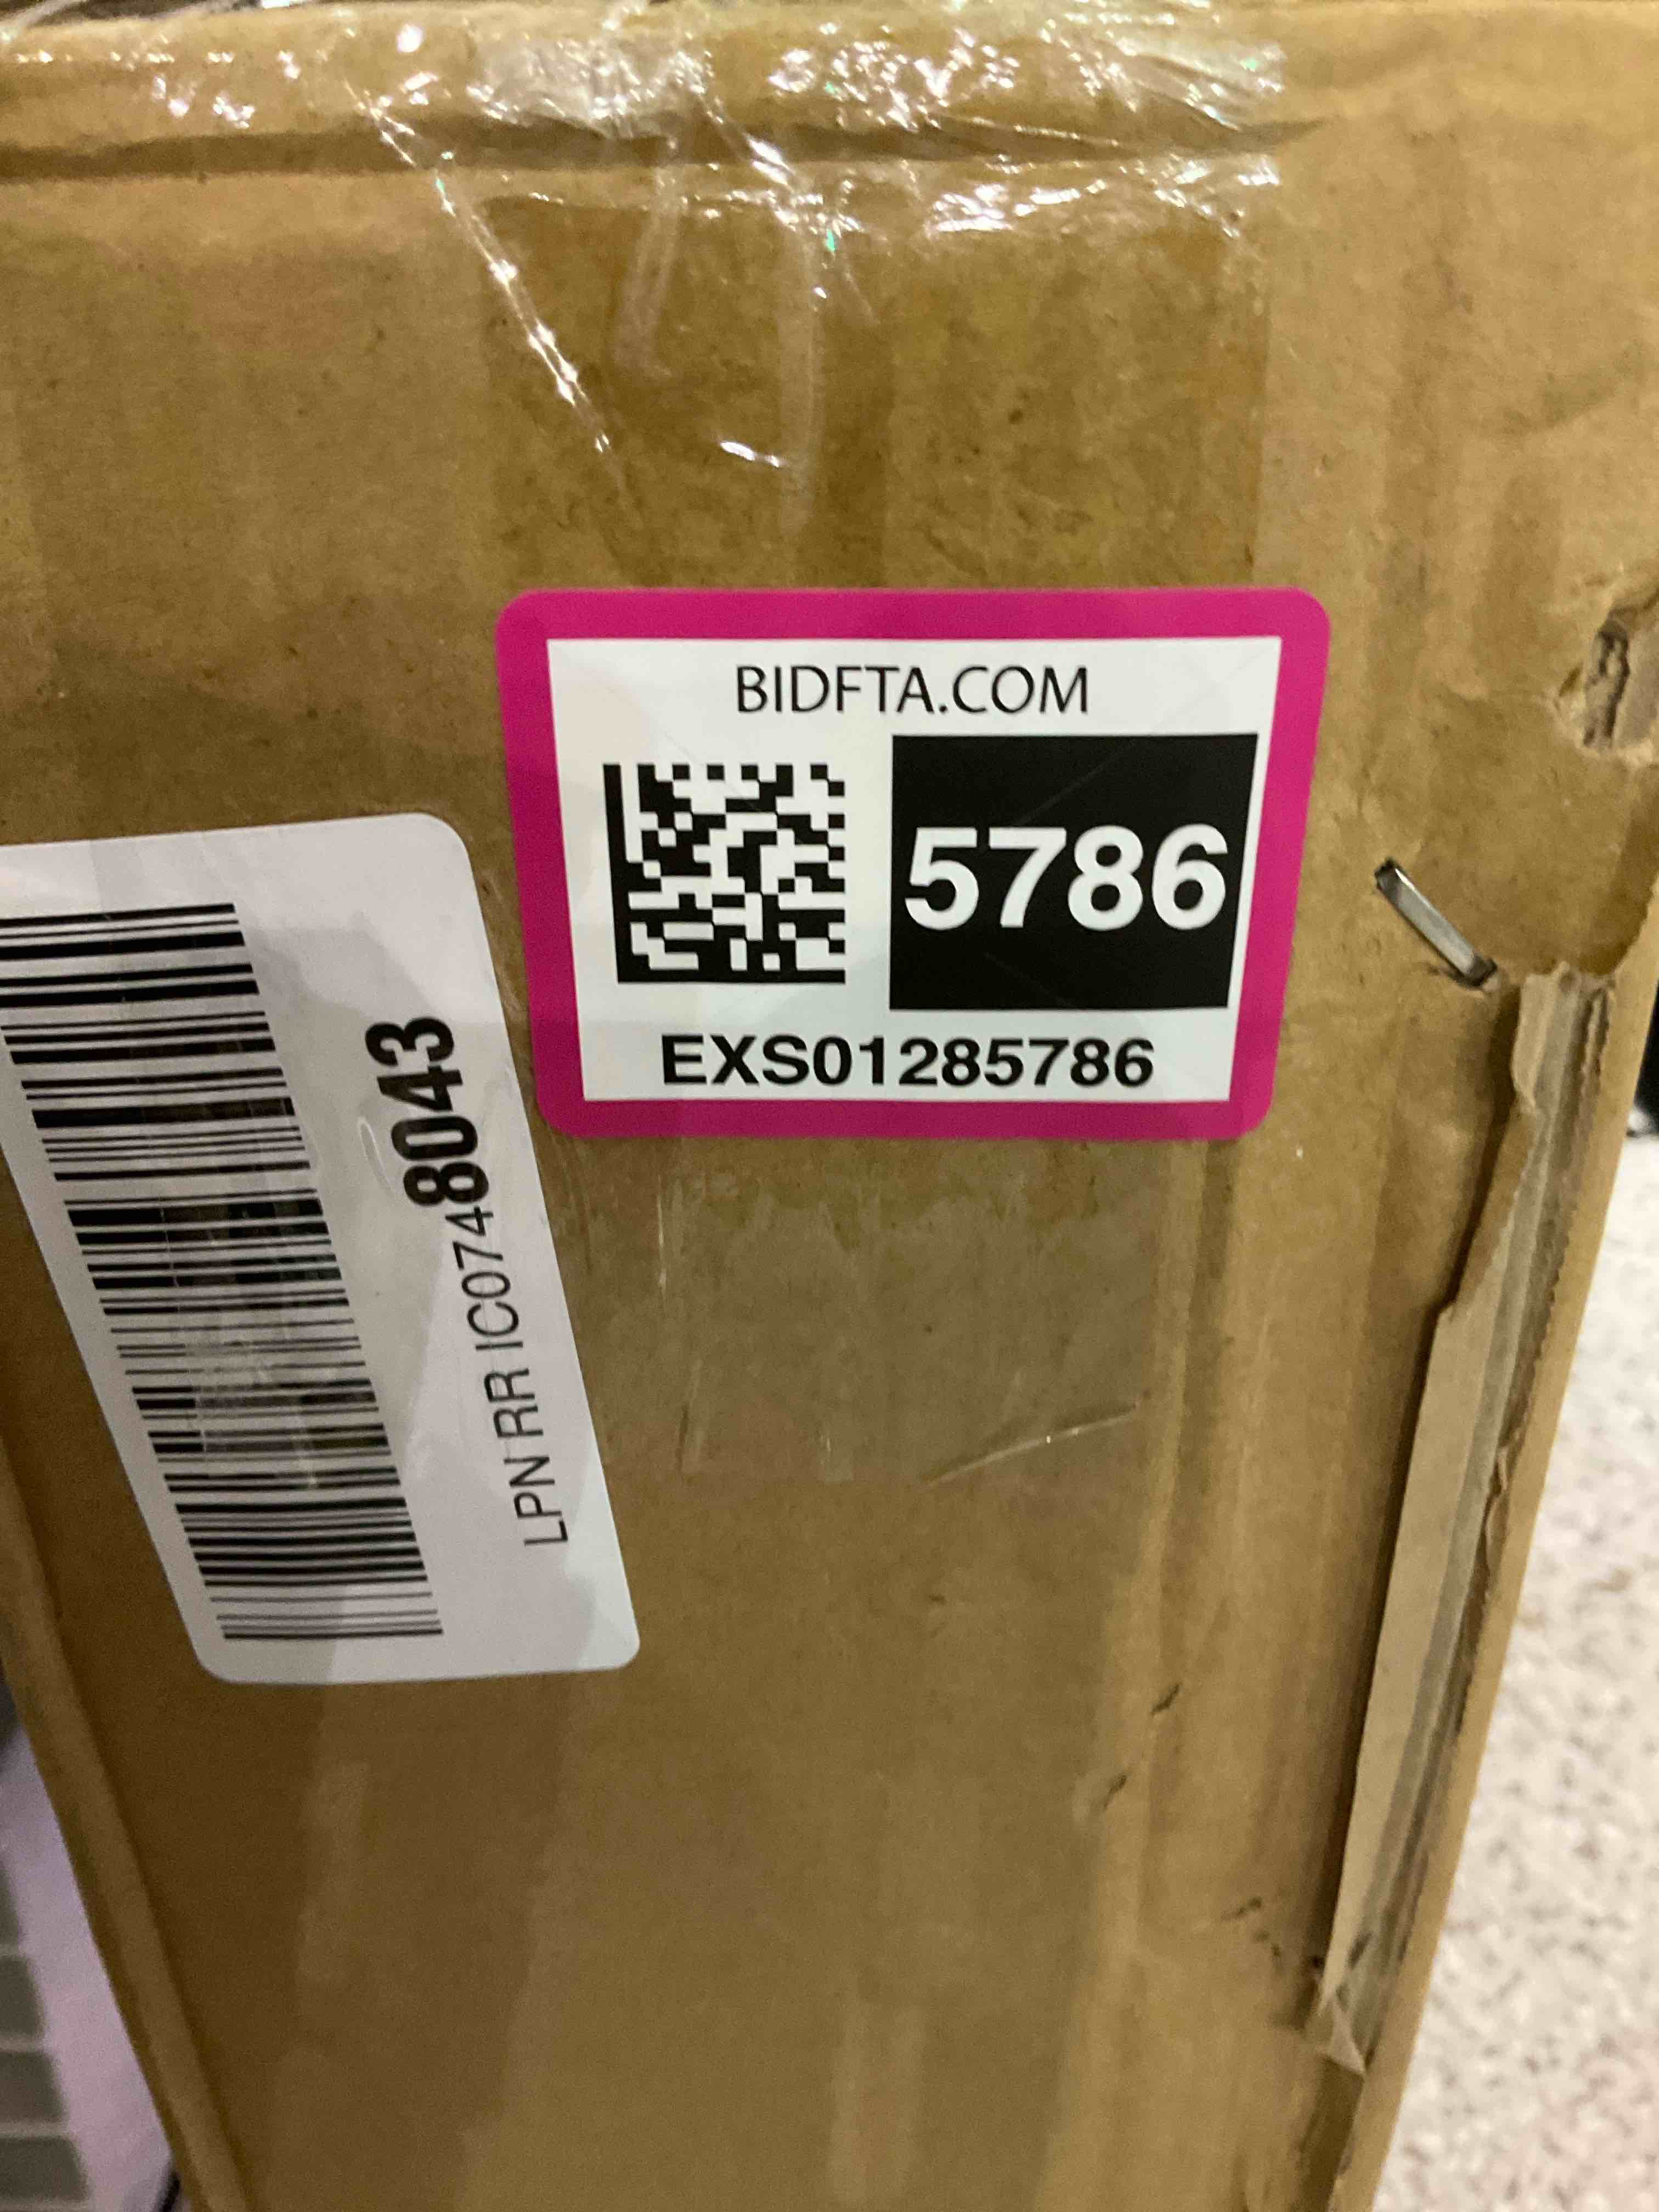 BIDFTA.COM
5786
EXS01285786
LPN RR IC0748043